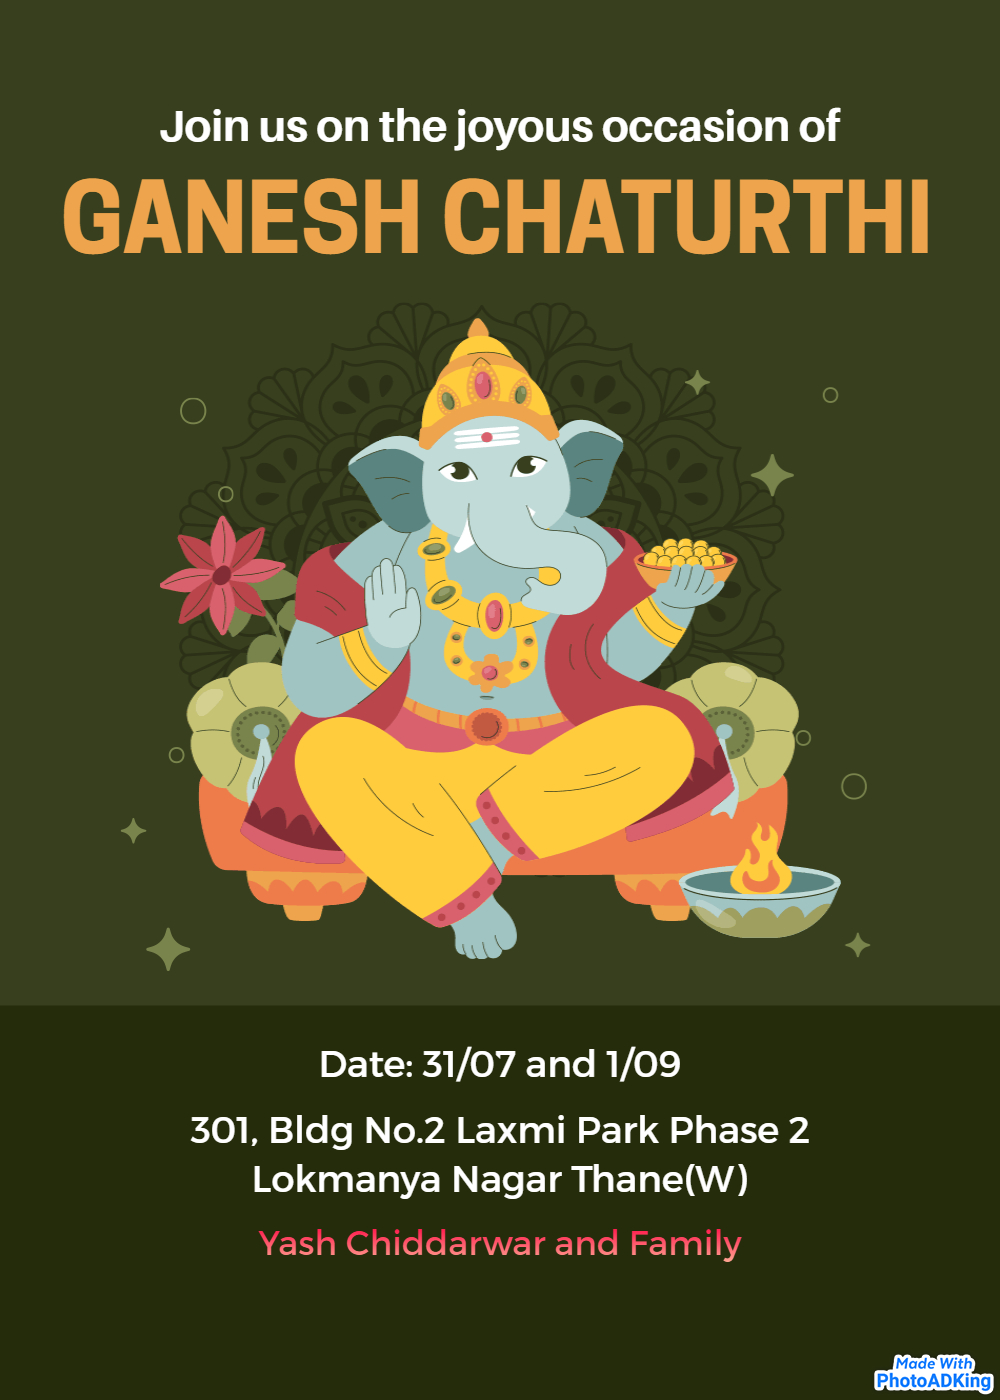 Join us on the joyous occasion of
GANESH CHATURTHI
Date: 31/07 and 1/09
301, Bldg No.2 Laxmi Park Phase 2
Lokmanya Nagar Thane(W)
Yash Chiddarwar and Family
Made With
PhotoADKing